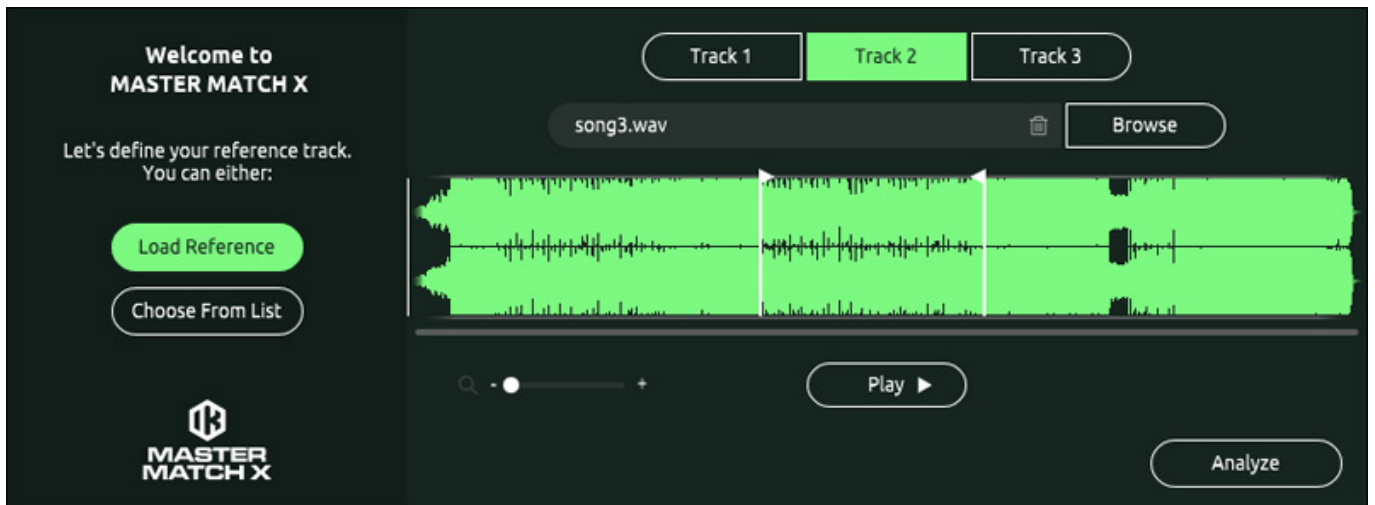 Welcome to
MASTER MATCH X
Let's define your reference track.
You can either:
Load Reference
Choose From List
MASTER
MATCH X
Track 1
Track 2
Track 3
song3.wav
Browse
- +
Play
Analyze